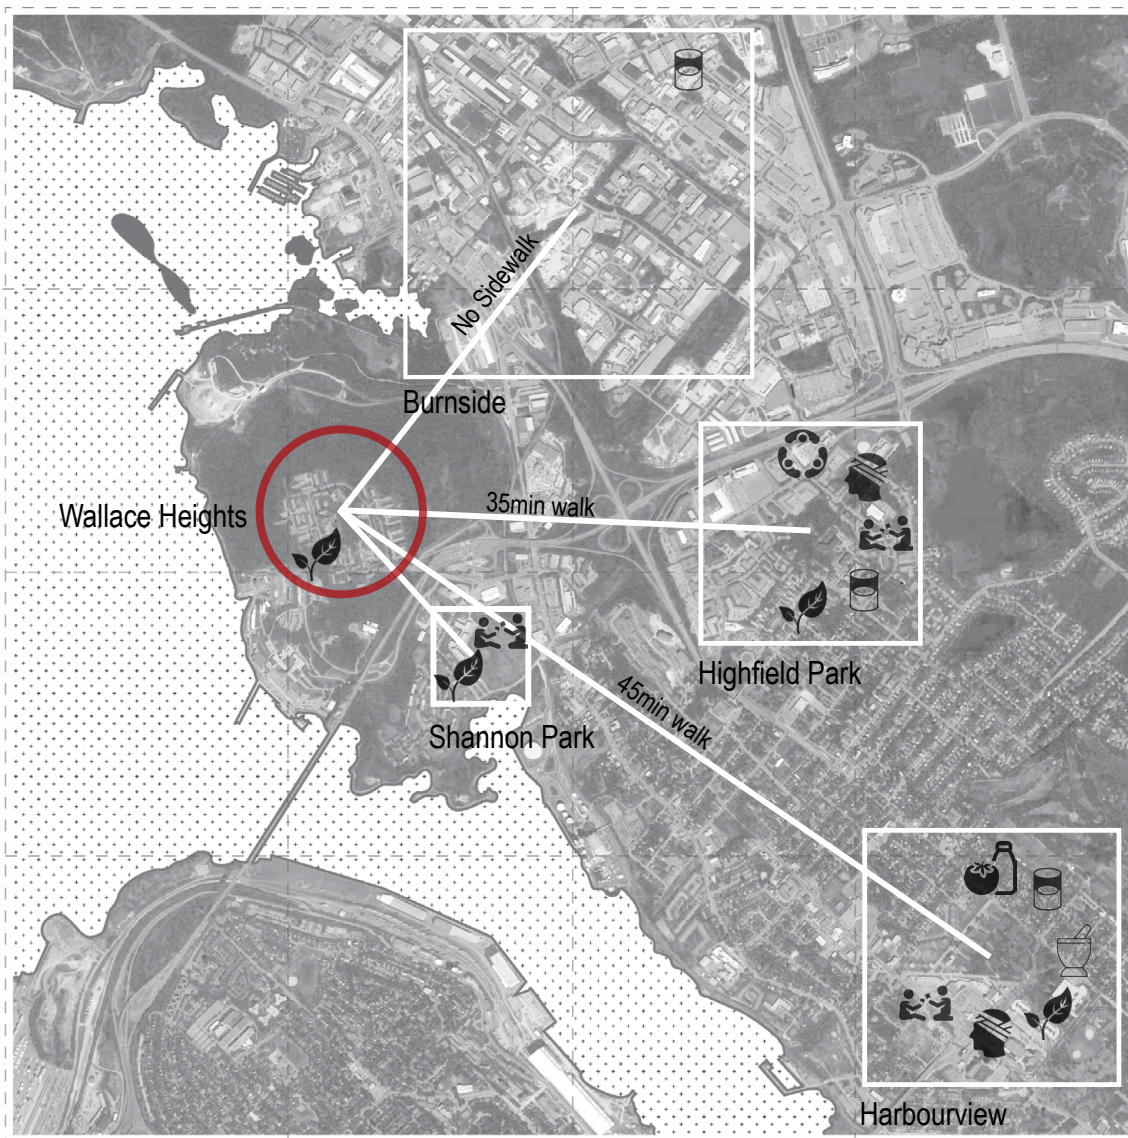 No Sidewalk
Burnside
Wallace Heights
35min walk
Highfield Park
45min walk
Shannon Park
Harbourview